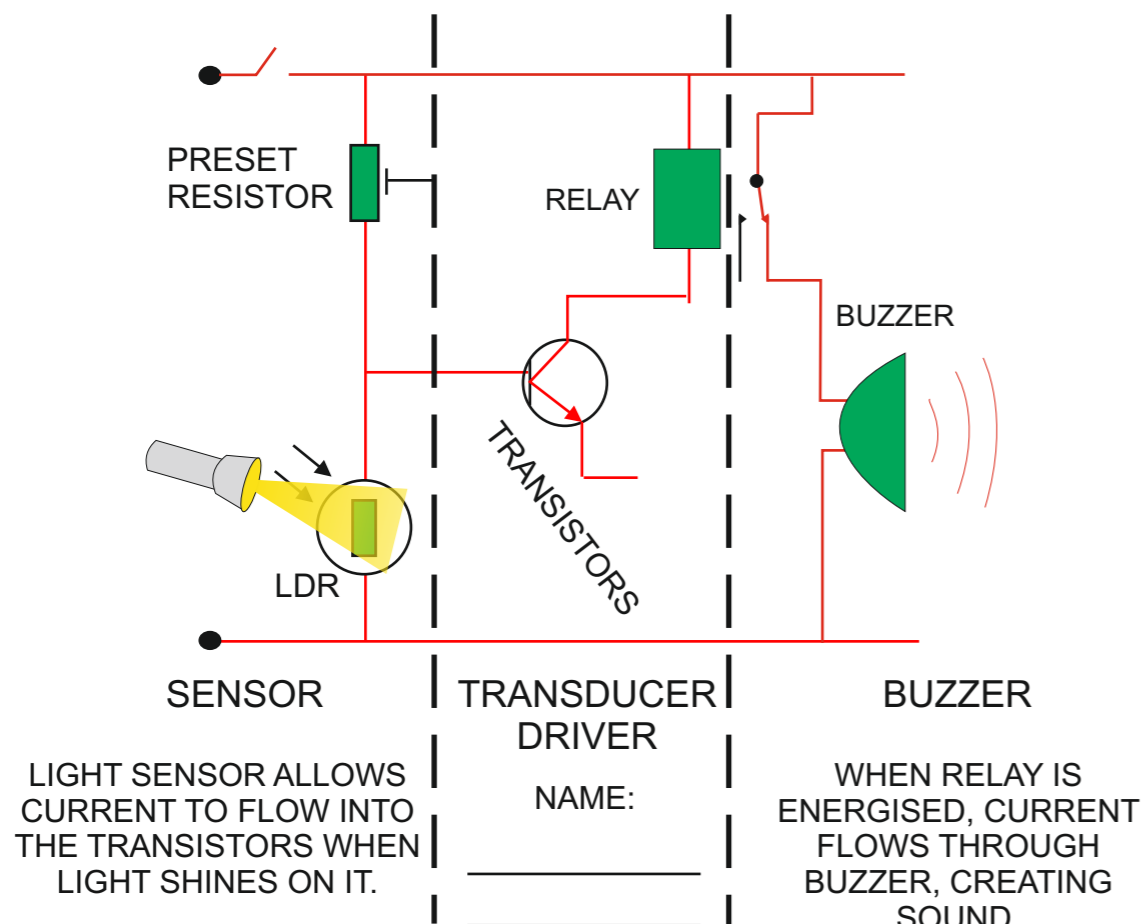 PRESET
RESISTOR
RELAY
BUZZER
TRANSISTORS
LDR
SENSOR
TRANSDUCER
DRIVER
BUZZER
LIGHT SENSOR ALLOWS
CURRENT TO FLOW INTO
THE TRANSISTORS WHEN
LIGHT SHINES ON IT.
NAME:
WHEN RELAY IS
ENERGISED, CURRENT
FLOWS THROUGH
BUZZER, CREATING
SOUND